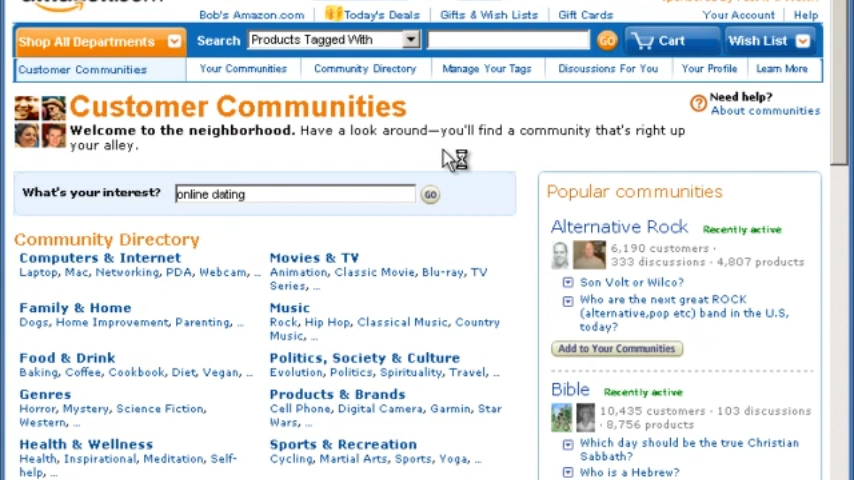 Bob's Amazon.com Today's Deals Gifts & Wish Lists Gift Cards Your Account Help
Shop All Departments Search Products Tagged With GO Cart Wish List
Customer Communities Your Communities Community Directory Manage Your Tags Discussions For You Your Profile Learn More
Customer Communities
Welcome to the neighborhood. Have a look around—you'll find a community that's right up
your alley.
Need help?
About communities
What's your interest? online dating GO
Community Directory
Computers & Internet
Laptop, Mac, Networking, PDA, Webcam, ...
Movies & TV
Animation, Classic Movie, Blu-ray, TV
Series, ...
Family & Home
Dogs, Home Improvement, Parenting, ...
Music
Rock, Hip Hop, Classical Music, Country
Music, ...
Food & Drink
Baking, Coffee, Cookbook, Diet, Vegan, ...
Politics, Society & Culture
Evolution, Politics, Spirituality, Travel, ...
Genres
Horror, Mystery, Science Fiction,
Western, ...
Products & Brands
Cell Phone, Digital Camera, Garmin, Star
Wars, ...
Health & Wellness
Health, Inspirational, Meditation, Self-
help, ...
Sports & Recreation
Cycling, Martial Arts, Sports, Yoga, ...
Popular communities
Alternative Rock Recently active
6,190 customers ·
333 discussions · 4,807 products
Son Volt or Wilco?
Who are the next great ROCK
(alternative,pop etc) band in the U.S,
today?
Add to Your Communities
Bible Recently active
10,435 customers · 103 discussions
· 8,756 products
Which day should be the true Christian
Sabbath?
Who is a Hebrew?